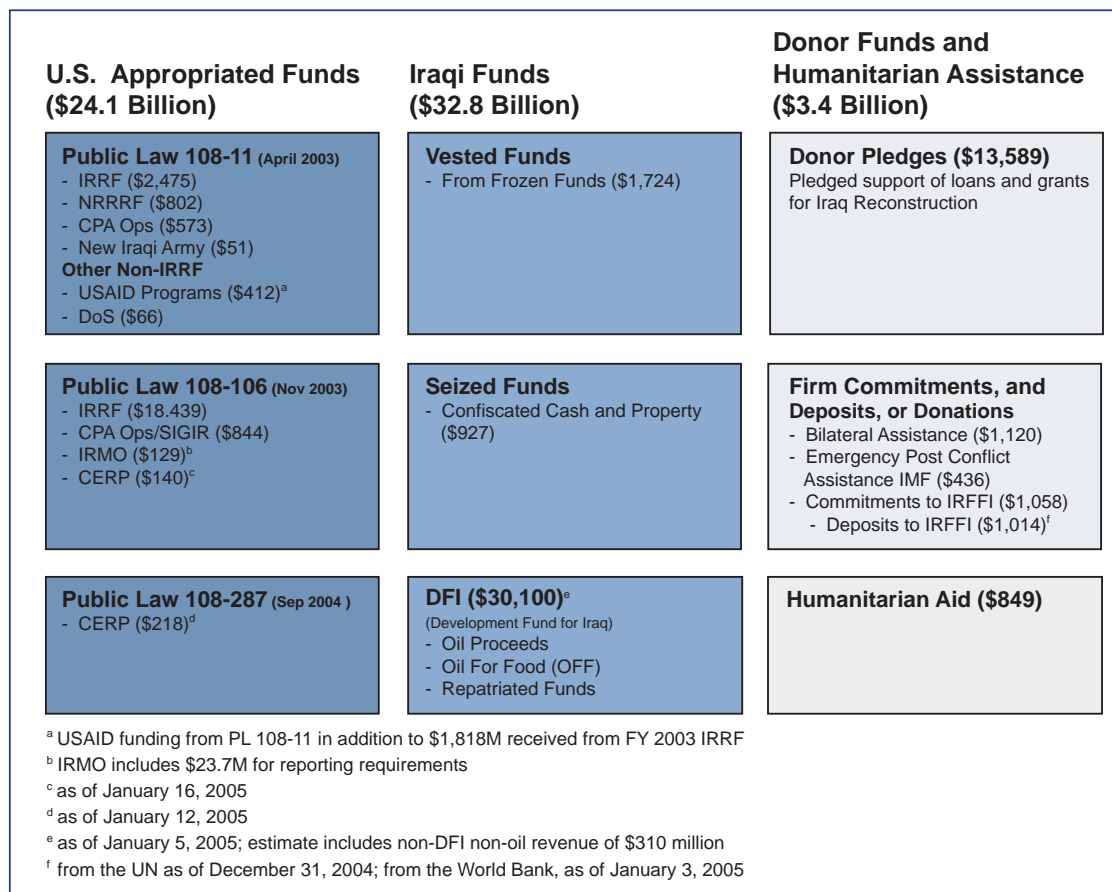 U.S. Appropriated Funds
($24.1 Billion)
Public Law 108-11 (April 2003)
- IRRF ($2,475)
- NRRRF ($802)
- CPA Ops ($573)
- New Iraqi Army ($51)
Other Non-IRRF
- USAID Programs ($412)a
- DoS ($66)
Public Law 108-106 (Nov 2003)
- IRRF ($18.439)
- CPA Ops/SIGIR ($844)
- IRMO ($129)b
- CERP ($140)c
Public Law 108-287 (Sep 2004 )
- CERP ($218)d
Iraqi Funds
($32.8 Billion)
Vested Funds
- From Frozen Funds ($1,724)
Seized Funds
- Confiscated Cash and Property
($927)
DFI ($30,100)e
(Development Fund for Iraq)
- Oil Proceeds
- Oil For Food (OFF)
- Repatriated Funds
Donor Funds and
Humanitarian Assistance
($3.4 Billion)
Donor Pledges ($13,589)
Pledged support of loans and grants
for Iraq Reconstruction
Firm Commitments, and
Deposits, or Donations
- Bilateral Assistance ($1,120)
- Emergency Post Conflict
Assistance IMF ($436)
- Commitments to IRFFI ($1,058)
- Deposits to IRFFI ($1,014)f
Humanitarian Aid ($849)
a USAID funding from PL 108-11 in addition to $1,818M received from FY 2003 IRRF
b IRMO includes $23.7M for reporting requirements
c as of January 16, 2005
d as of January 12, 2005
e as of January 5, 2005; estimate includes non-DFI non-oil revenue of $310 million
f from the UN as of December 31, 2004; from the World Bank, as of January 3, 2005